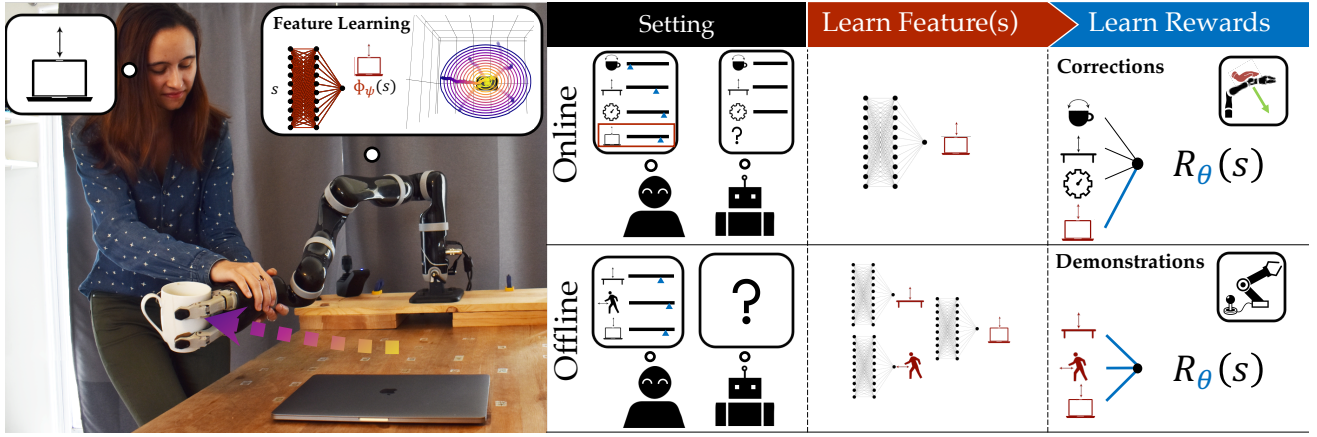 Feature Learning
s
Φψ(s)
Setting
Learn Feature(s)
Learn Rewards
Online
?
Corrections
Rθ(s)
Offline
?
Demonstrations
Rθ(s)